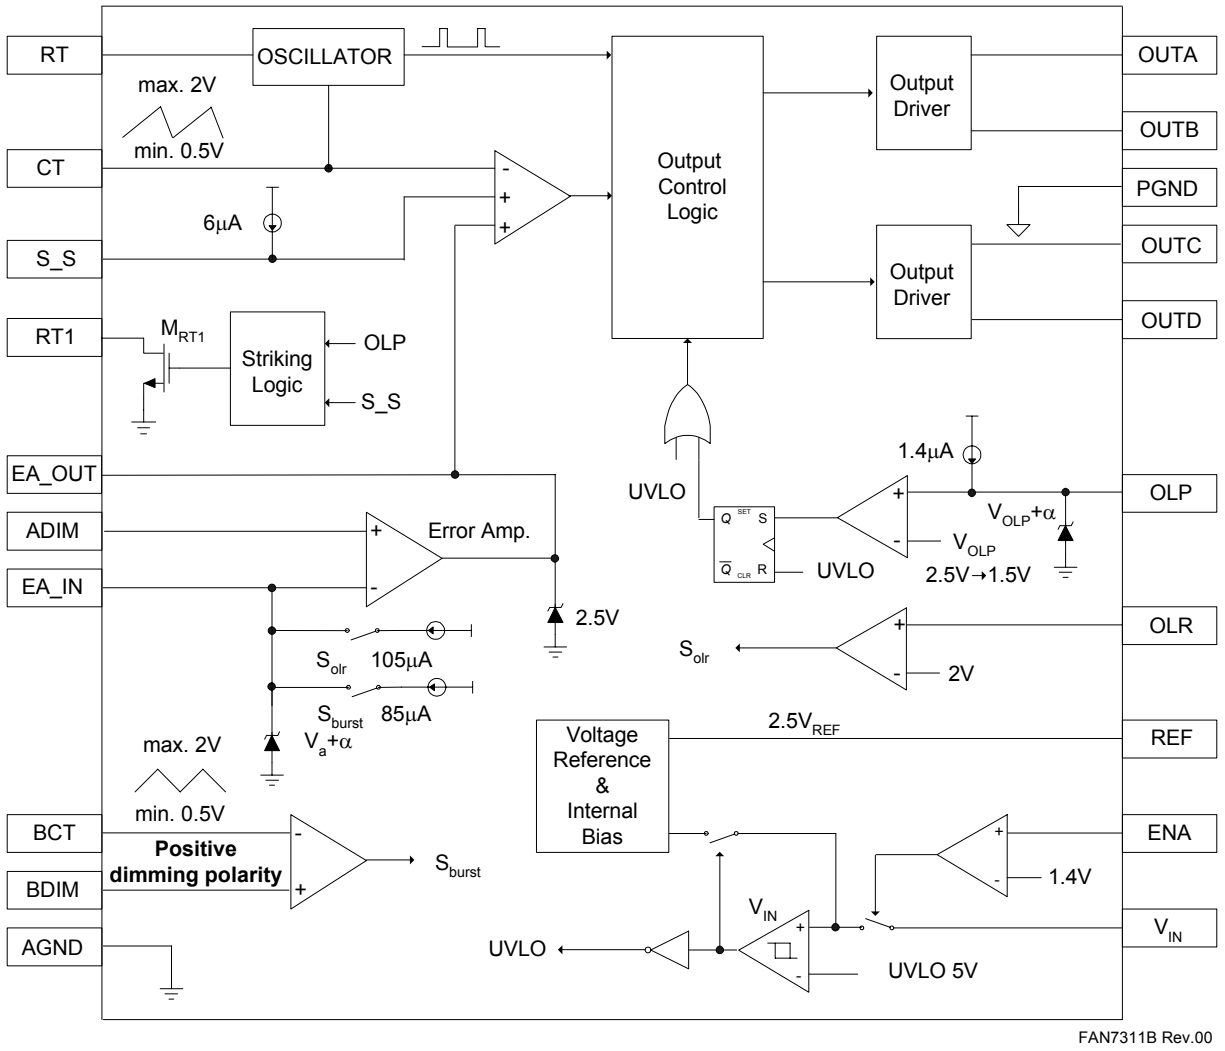 RT
OSCILLATOR
max. 2V
min. 0.5V
CT
6μA
S_S
RT1
M_RT1
Striking
Logic
OLP
S_S
EA_OUT
ADIM
EA_IN
Error Amp.
+
-
2.5V
S_olr
105μA
S_burst
85μA
V_a+α
max. 2V
min. 0.5V
BCT
Positive
dimming polarity
BDIM
-
+
S_burst
AGND
-
+
+
Output
Control
Logic
Output
Driver
Output
Driver
OUTA
OUTB
PGND
OUTC
OUTD
UVLO
1.4μA
OLP
V_OLP+α
+
-
V_OLP
2.5V→1.5V
Q SET S
Q̅ CLR R
UVLO
OLR
+
-
2V
S_olr
2.5V_REF
REF
Voltage
Reference
&
Internal
Bias
ENA
+
-
1.4V
V_IN
V_IN
+
-
UVLO
UVLO 5V
FAN7311B Rev.00